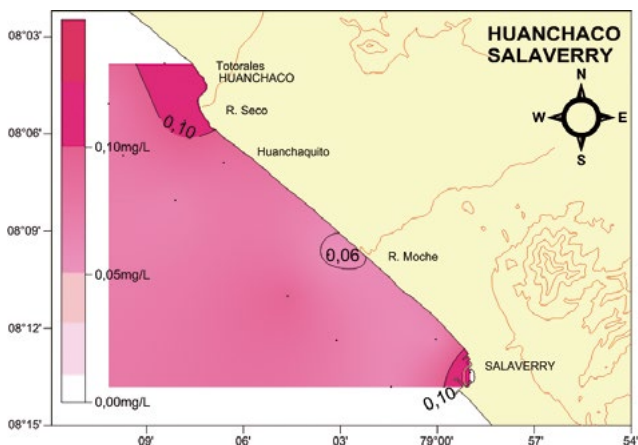 HUANCHACO
SALAVERRY
N
W
E
S
08°03'
08°06'
08°09'
08°12'
08°15'
0,10mg/L
0,05mg/L
0,00mg/L
Totorales
HUANCHACO
R. Seco
0,10
Huanchaquito
0,06
R. Moche
SALAVERRY
0,10
09'
06'
03'
79°00'
57'
54'